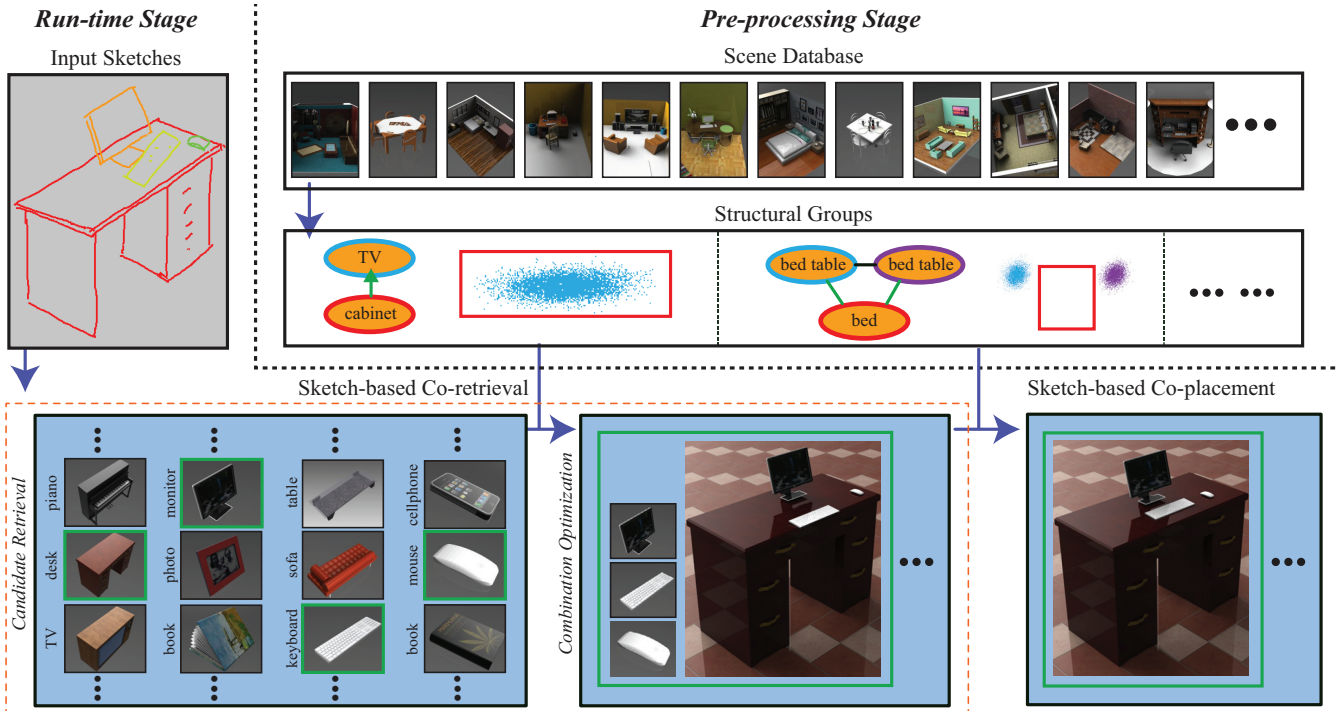 Run-time Stage
Pre-processing Stage
Input Sketches
Scene Database
Structural Groups
TV
cabinet
bed table
bed table
bed
Sketch-based Co-retrieval
Sketch-based Co-placement
Candidate Retrieval
piano
monitor
table
cellphone
desk
photo
sofa
mouse
TV
book
keyboard
book
Combination Optimization